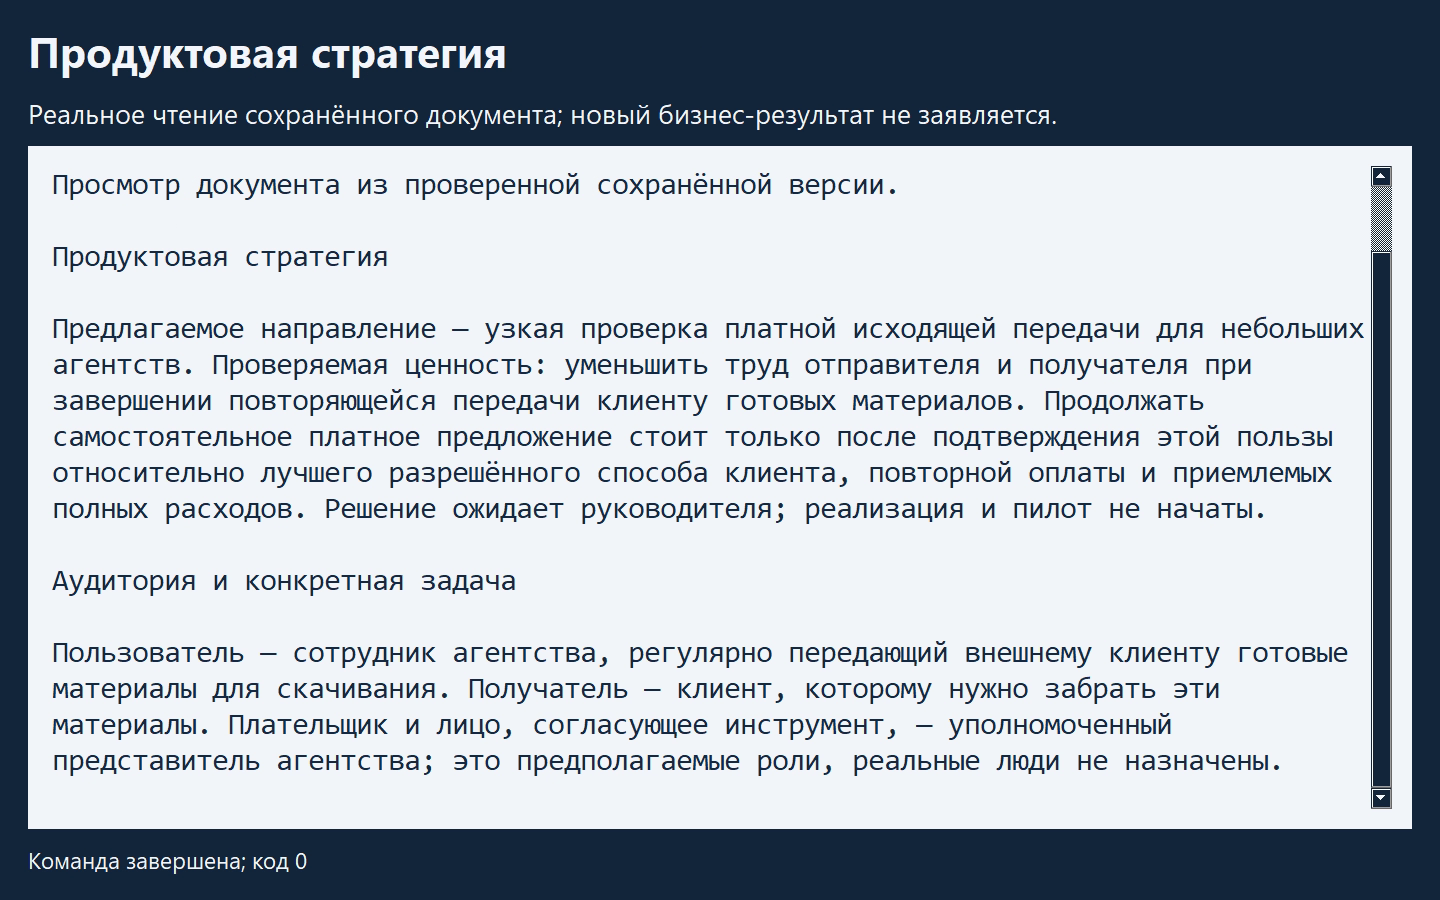 Продуктовая стратегия
Реальное чтение сохранённого документа; новый бизнес-результат не заявляется.
Просмотр документа из проверенной сохранённой версии.
Продуктовая стратегия
Предлагаемое направление — узкая проверка платной исходящей передачи для небольших
агентств. Проверяемая ценность: уменьшить труд отправителя и получателя при
завершении повторяющейся передачи клиенту готовых материалов. Продолжать
самостоятельное платное предложение стоит только после подтверждения этой пользы
относительно лучшего разрешённого способа клиента, повторной оплаты и приемлемых
полных расходов. Решение ожидает руководителя; реализация и пилот не начаты.
Аудитория и конкретная задача
Пользователь — сотрудник агентства, регулярно передающий внешнему клиенту готовые
материалы для скачивания. Получатель — клиент, которому нужно забрать эти
материалы. Плательщик и лицо, согласующее инструмент, — уполномоченный
представитель агентства; это предполагаемые роли, реальные люди не назначены.
Команда завершена; код 0